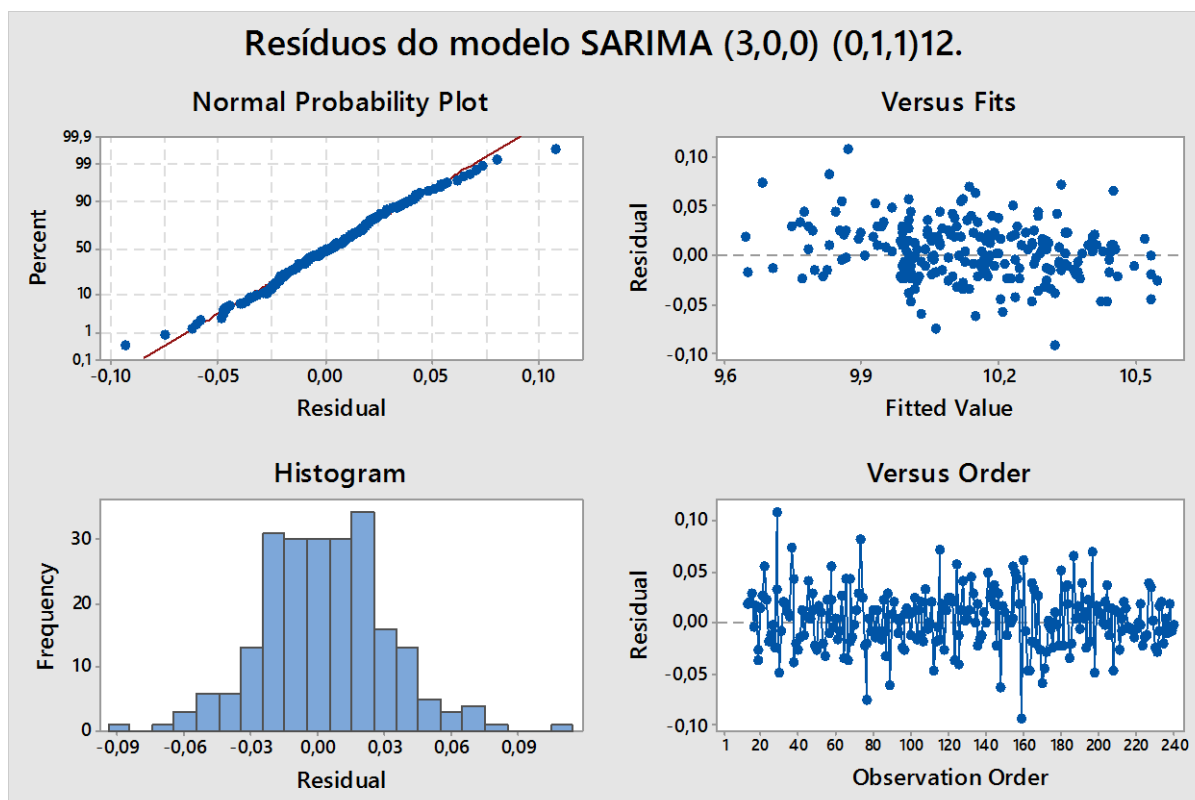 Resíduos do modelo SARIMA (3,0,0) (0,1,1)12.
Normal Probability Plot
99,9
99
90
50
10
1
0,1
Percent
-0,10 -0,05 0,00 0,05 0,10
Residual
Versus Fits
0,10
0,05
0,00
-0,05
-0,10
Residual
9,6 9,9 10,2 10,5
Fitted Value
Histogram
30
20
10
0
Frequency
-0,09 -0,06 -0,03 0,00 0,03 0,06 0,09
Residual
Versus Order
0,10
0,05
0,00
-0,05
-0,10
Residual
1 20 40 60 80 100 120 140 160 180 200 220 240
Observation Order